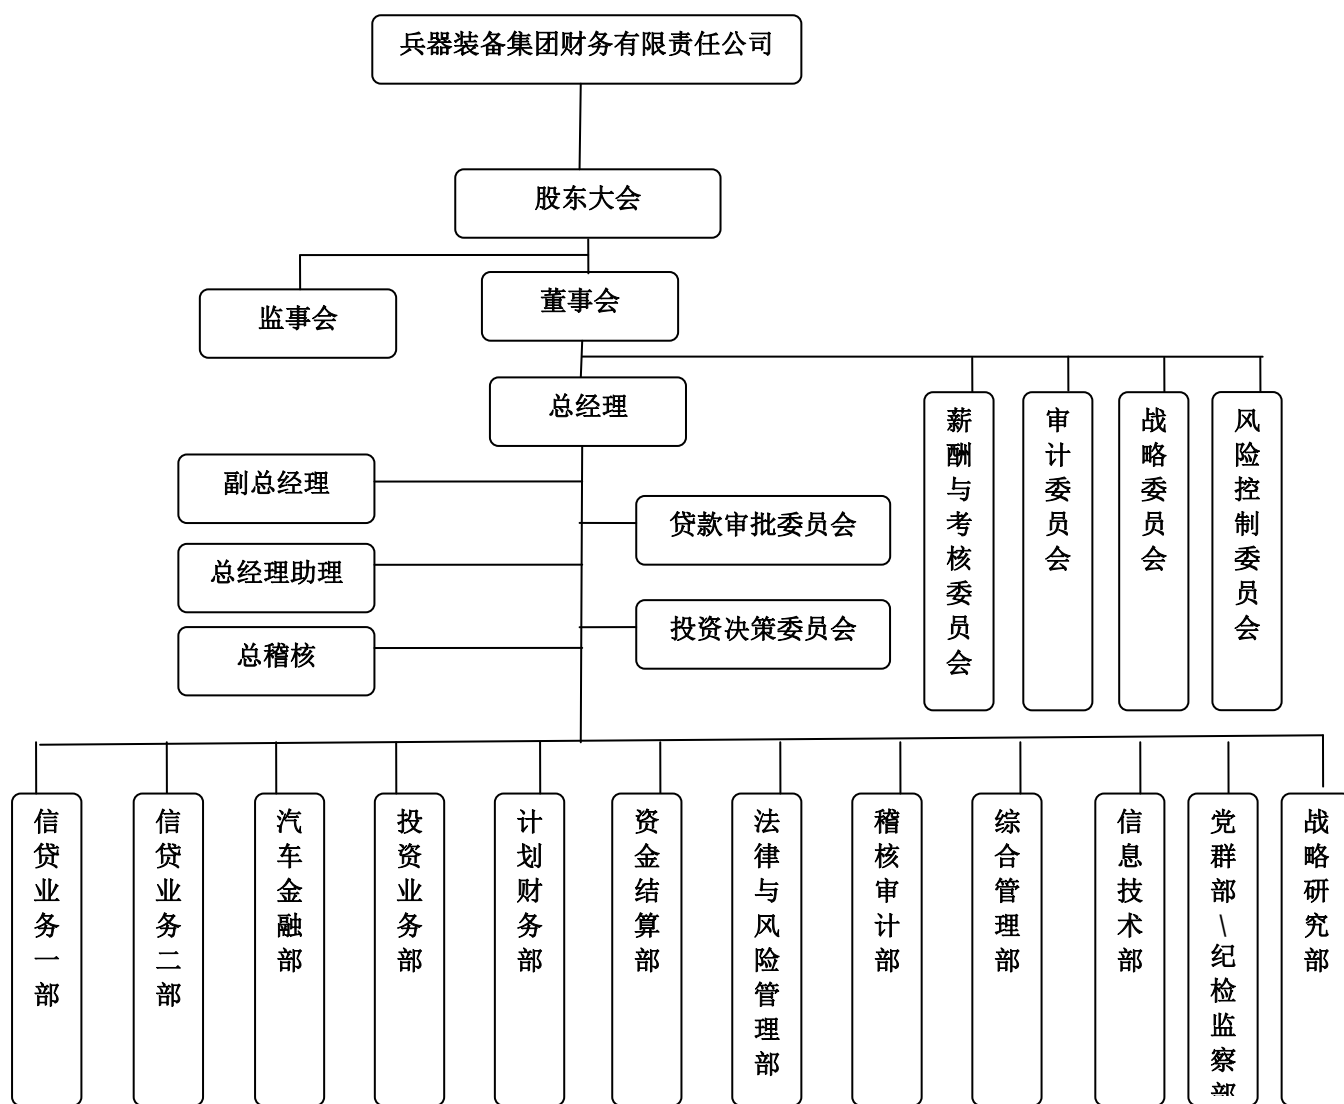 兵器装备集团财务有限责任公司
股东大会
监事会
董事会
总经理
薪酬与考核委员会
审计委员会
战略委员会
风险控制委员会
副总经理
贷款审批委员会
总经理助理
投资决策委员会
总稽核
信贷业务一部
信贷业务二部
汽车金融部
投资业务部
计划财务部
资金结算部
法律与风险管理部
稽核审计部
综合管理部
信息技术部
党群部\纪检监察部
战略研究部